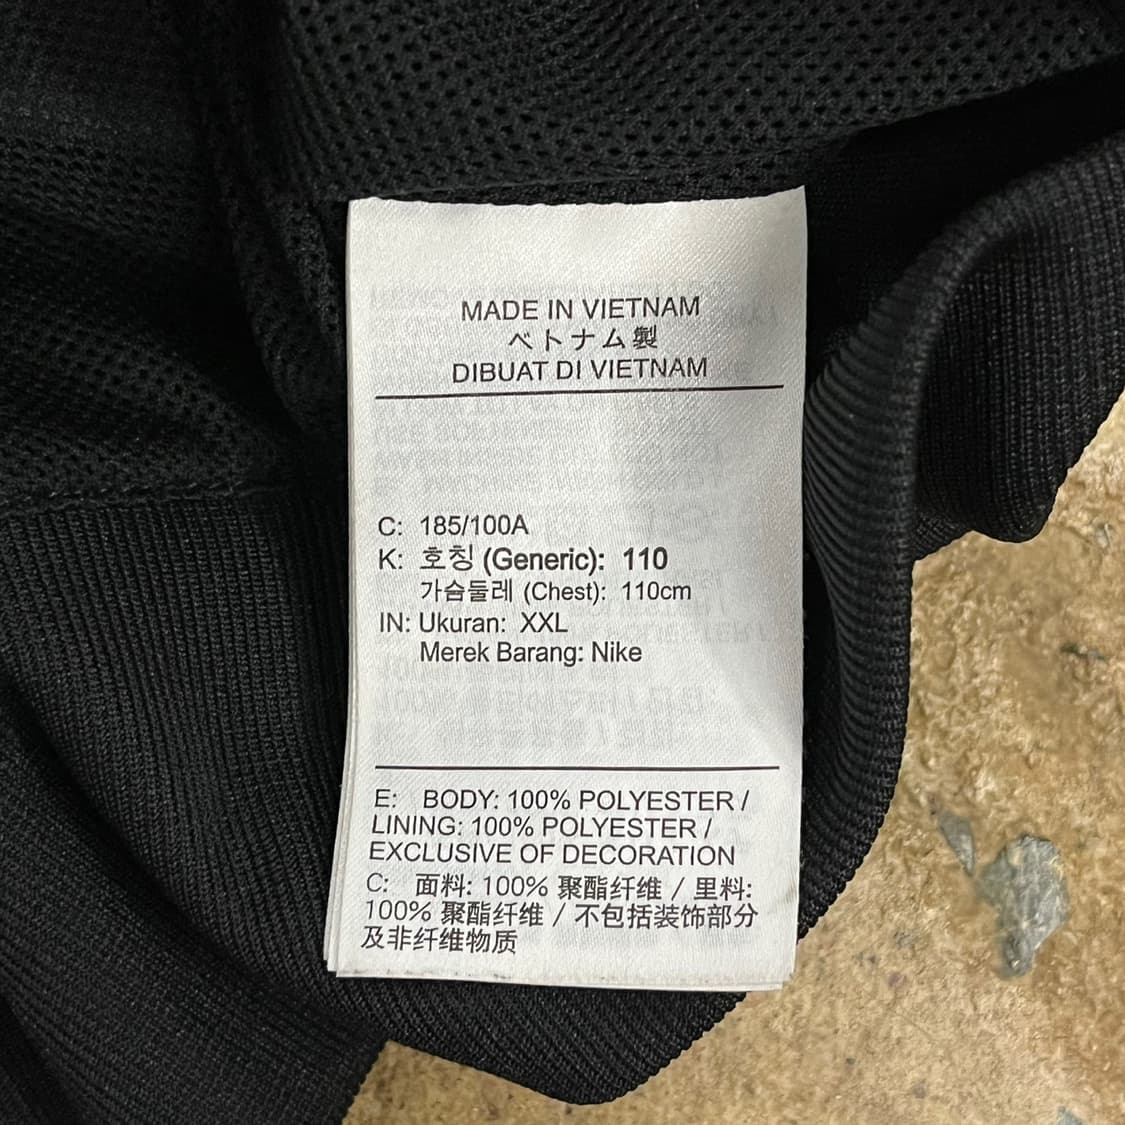 MADE IN VIETNAM
ベトナム製
DIBUAT DI VIETNAM
C: 185/100A
K: 호칭 (Generic): 110
가슴둘레 (Chest): 110cm
IN: Ukuran: XXL
Merek Barang: Nike
E: BODY: 100% POLYESTER /
LINING: 100% POLYESTER /
EXCLUSIVE OF DECORATION
C: 面料: 100% 聚酯纤维 / 里料:
100% 聚酯纤维 / 不包括装饰部分
及非纤维物质